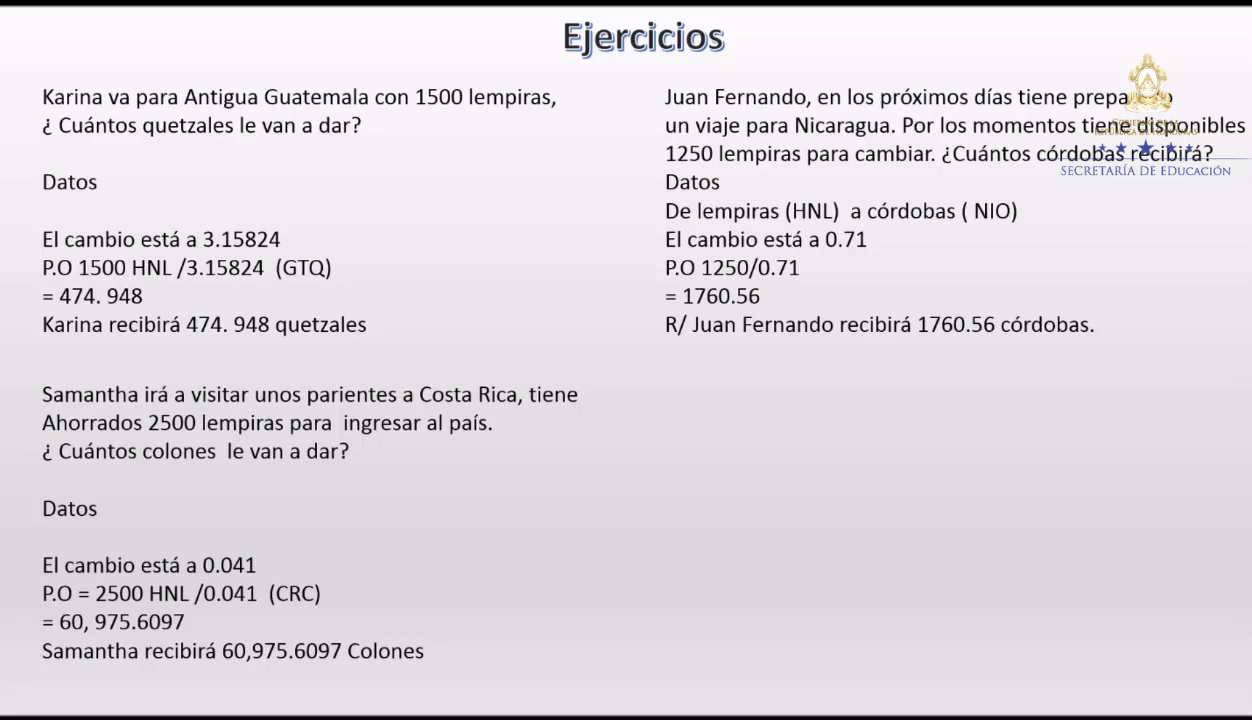 Ejercicios
Karina va para Antigua Guatemala con 1500 lempiras,
¿ Cuántos quetzales le van a dar?
Datos
El cambio está a 3.15824
P.O 1500 HNL /3.15824 (GTQ)
= 474. 948
Karina recibirá 474. 948 quetzales
Samantha irá a visitar unos parientes a Costa Rica, tiene
Ahorrados 2500 lempiras para ingresar al país.
¿ Cuántos colones le van a dar?
Datos
El cambio está a 0.041
P.O = 2500 HNL /0.041 (CRC)
= 60, 975.6097
Samantha recibirá 60,975.6097 Colones
Juan Fernando, en los próximos días tiene
un viaje para Nicaragua. Por los momentos tiene disponibles
1250 lempiras para cambiar. ¿Cuántos córdobas recibirá?
Datos
De lempiras (HNL) a córdobas ( NIO)
El cambio está a 0.71
P.O 1250/0.71
= 1760.56
R/ Juan Fernando recibirá 1760.56 córdobas.
SECRETARÍA DE EDUCACIÓN